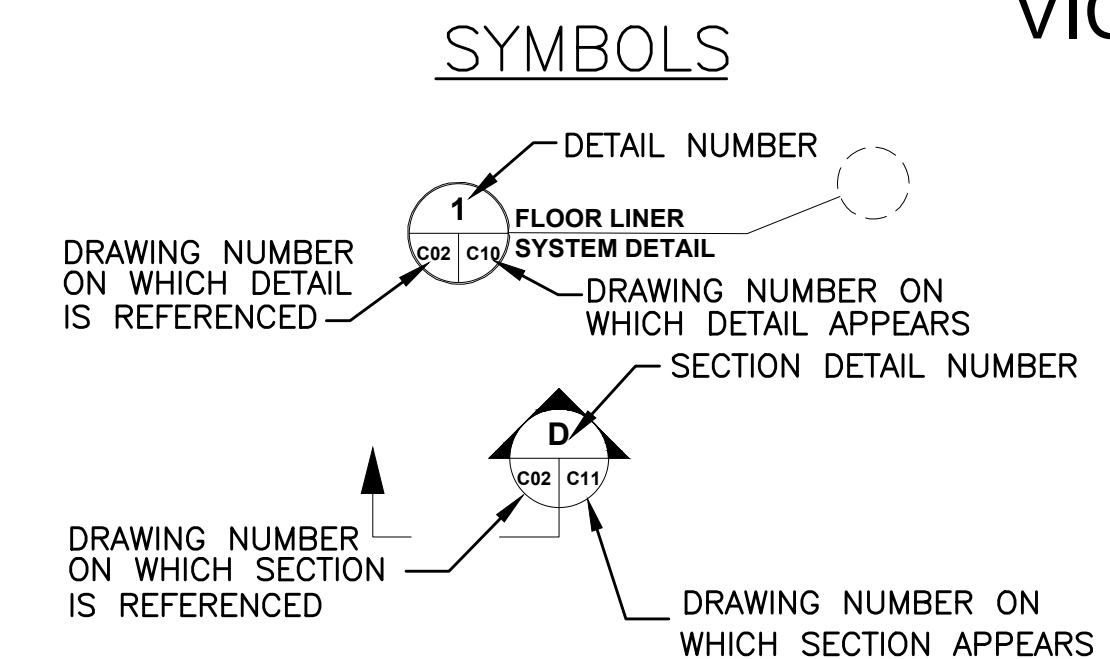 SYMBOLS
DETAIL NUMBER
1
FLOOR LINER
SYSTEM DETAIL
C02
C10
DRAWING NUMBER
ON WHICH DETAIL
IS REFERENCED
DRAWING NUMBER ON
WHICH DETAIL APPEARS
SECTION DETAIL NUMBER
D
C02
C11
DRAWING NUMBER
ON WHICH SECTION
IS REFERENCED
DRAWING NUMBER ON
WHICH SECTION APPEARS